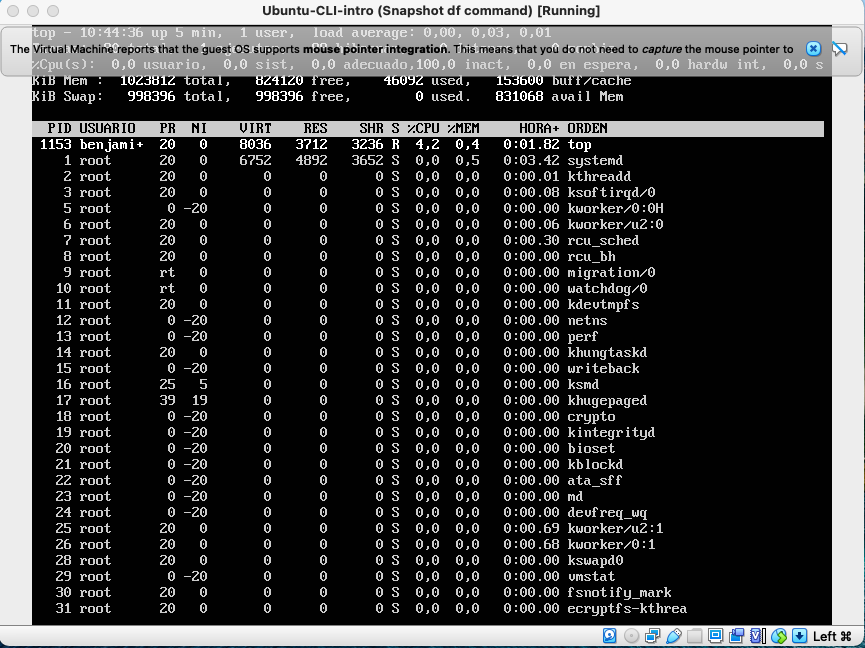 Ubuntu-CLI-intro (Snapshot df command) [Running]
top - 10:44:36 up 5 min, 1 user, load average: 0,00, 0,03, 0,01
The Virtual Machine reports that the guest OS supports mouse pointer integration. This means that you do not need to capture the mouse pointer to
%Cpu(s): 0,0 usuario, 0,0 sist, 0,0 adecuado,100,0 inact, 0,0 en espera, 0,0 hardw int, 0,0 s
KiB Mem : 1023812 total, 824120 free, 46092 used, 153600 buff/cache
KiB Swap: 998396 total, 998396 free, 0 used. 831068 avail Mem
PID USUARIO PR NI VIRT RES SHR S %CPU %MEM HORA+ ORDEN
1153 benjami+ 20 0 8036 3712 3236 R 4,2 0,4 0:01.82 top
1 root 20 0 6752 4892 3652 S 0,0 0,5 0:03.42 systemd
2 root 20 0 0 0 0 S 0,0 0,0 0:00.01 kthreadd
3 root 20 0 0 0 0 S 0,0 0,0 0:00.08 ksoftirqd/0
5 root 0 -20 0 0 0 S 0,0 0,0 0:00.00 kworker/0:0H
6 root 20 0 0 0 0 S 0,0 0,0 0:00.06 kworker/u2:0
7 root 20 0 0 0 0 S 0,0 0,0 0:00.30 rcu_sched
8 root 20 0 0 0 0 S 0,0 0,0 0:00.00 rcu_bh
9 root rt 0 0 0 0 S 0,0 0,0 0:00.00 migration/0
10 root rt 0 0 0 0 S 0,0 0,0 0:00.00 watchdog/0
11 root 20 0 0 0 0 S 0,0 0,0 0:00.00 kdevtmpfs
12 root 0 -20 0 0 0 S 0,0 0,0 0:00.00 netns
13 root 0 -20 0 0 0 S 0,0 0,0 0:00.00 perf
14 root 20 0 0 0 0 S 0,0 0,0 0:00.00 khungtaskd
15 root 0 -20 0 0 0 S 0,0 0,0 0:00.00 writeback
16 root 25 5 0 0 0 S 0,0 0,0 0:00.00 ksmd
17 root 39 19 0 0 0 S 0,0 0,0 0:00.00 khugepaged
18 root 0 -20 0 0 0 S 0,0 0,0 0:00.00 crypto
19 root 0 -20 0 0 0 S 0,0 0,0 0:00.00 kintegrityd
20 root 0 -20 0 0 0 S 0,0 0,0 0:00.00 bioset
21 root 0 -20 0 0 0 S 0,0 0,0 0:00.00 kblockd
22 root 0 -20 0 0 0 S 0,0 0,0 0:00.00 ata_sff
23 root 0 -20 0 0 0 S 0,0 0,0 0:00.00 md
24 root 0 -20 0 0 0 S 0,0 0,0 0:00.00 devfreq_wq
25 root 20 0 0 0 0 S 0,0 0,0 0:00.69 kworker/u2:1
26 root 20 0 0 0 0 S 0,0 0,0 0:00.68 kworker/0:1
28 root 20 0 0 0 0 S 0,0 0,0 0:00.00 kswapd0
29 root 0 -20 0 0 0 S 0,0 0,0 0:00.00 vmstat
30 root 20 0 0 0 0 S 0,0 0,0 0:00.00 fsnotify_mark
31 root 20 0 0 0 0 S 0,0 0,0 0:00.00 ecryptfs-kthrea
Left ⌘